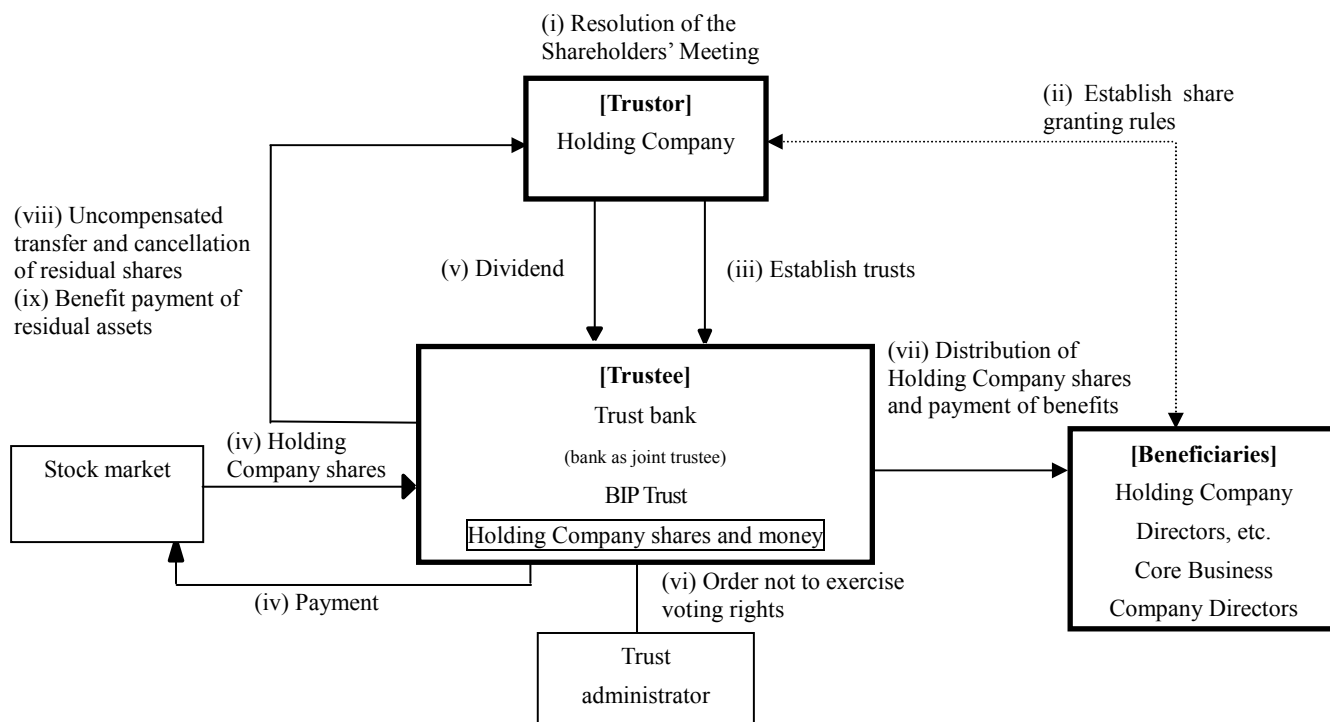 (i) Resolution of the
Shareholders’ Meeting
[Trustor]
Holding Company
(ii) Establish share
granting rules
(viii) Uncompensated
transfer and cancellation
of residual shares
(ix) Benefit payment of
residual assets
(v) Dividend
(iii) Establish trusts
[Trustee]
Trust bank
(bank as joint trustee)
BIP Trust
Holding Company shares and money
(vii) Distribution of
Holding Company shares
and payment of benefits
Stock market
(iv) Holding
Company shares
[Beneficiaries]
Holding Company
Directors, etc.
Core Business
Company Directors
(iv) Payment
(vi) Order not to exercise
voting rights
Trust
administrator